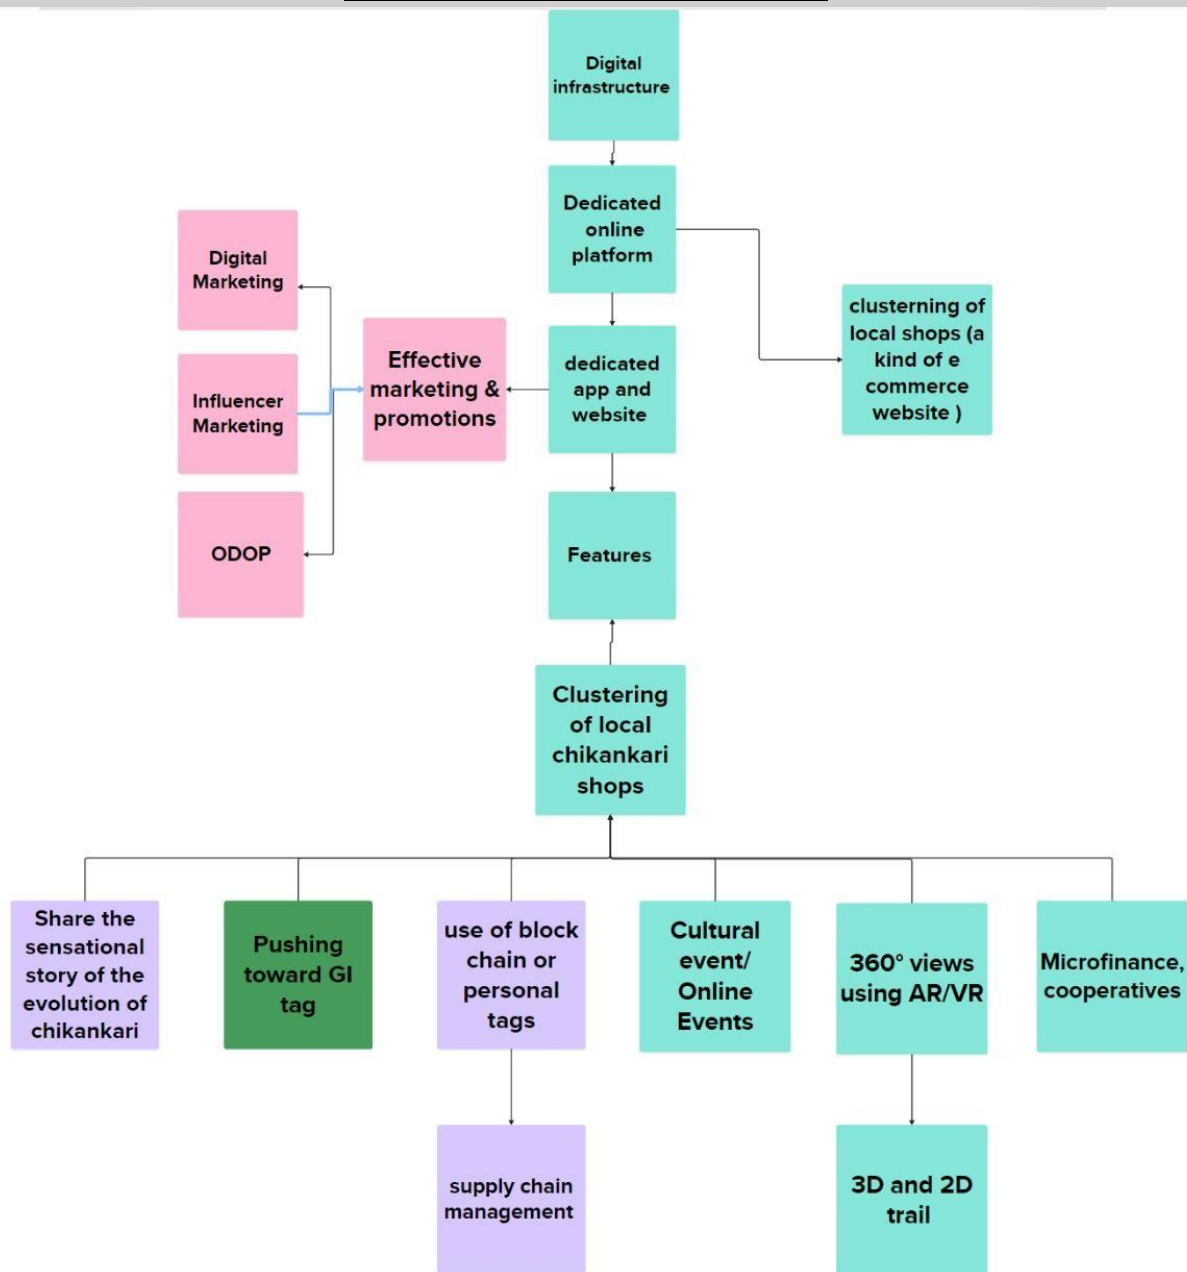 Digital
infrastructure
Dedicated
online
platform
Digital
Marketing
clusterning of
local shops (a
kind of e
commerce
website )
Effective
marketing &
promotions
dedicated
app and
website
Influencer
Marketing
ODOP
Features
Clustering
of local
chikankari
shops
Share the
sensational
story of the
evolution of
chikankari
Pushing
toward GI
tag
use of block
chain or
personal
tags
Cultural
event/
Online
Events
360° views
using AR/VR
Microfinance,
cooperatives
supply chain
management
3D and 2D
trail